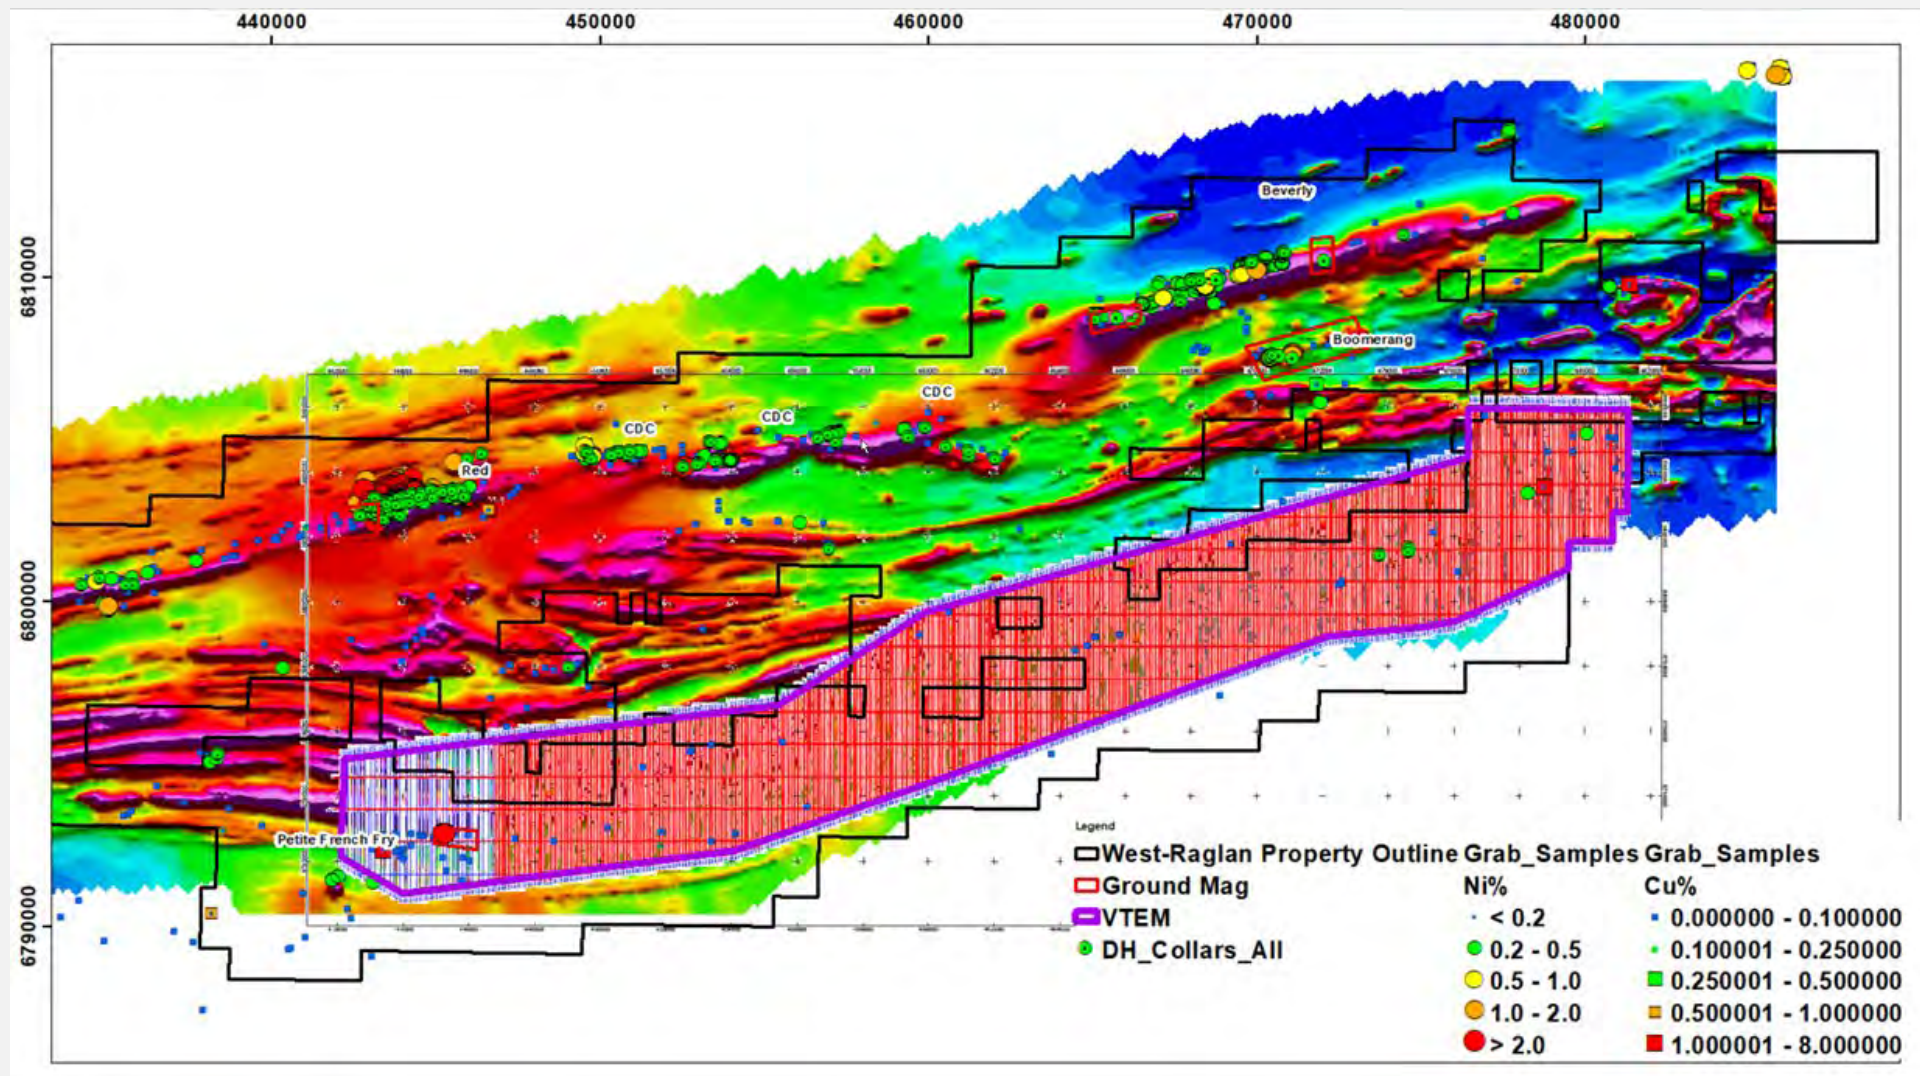 440000 450000 460000 470000 480000
6810000
6800000
6790000
Beverly
Boomerang
CDC
CDC
CDC
Red
Petite French Fry
Legend
West-Raglan Property Outline
Ground Mag
VTEM
DH_Collars_All
Grab_Samples
Ni%
< 0.2
0.2 - 0.5
0.5 - 1.0
1.0 - 2.0
> 2.0
Grab_Samples
Cu%
0.000000 - 0.100000
0.100001 - 0.250000
0.250001 - 0.500000
0.500001 - 1.000000
1.000001 - 8.000000